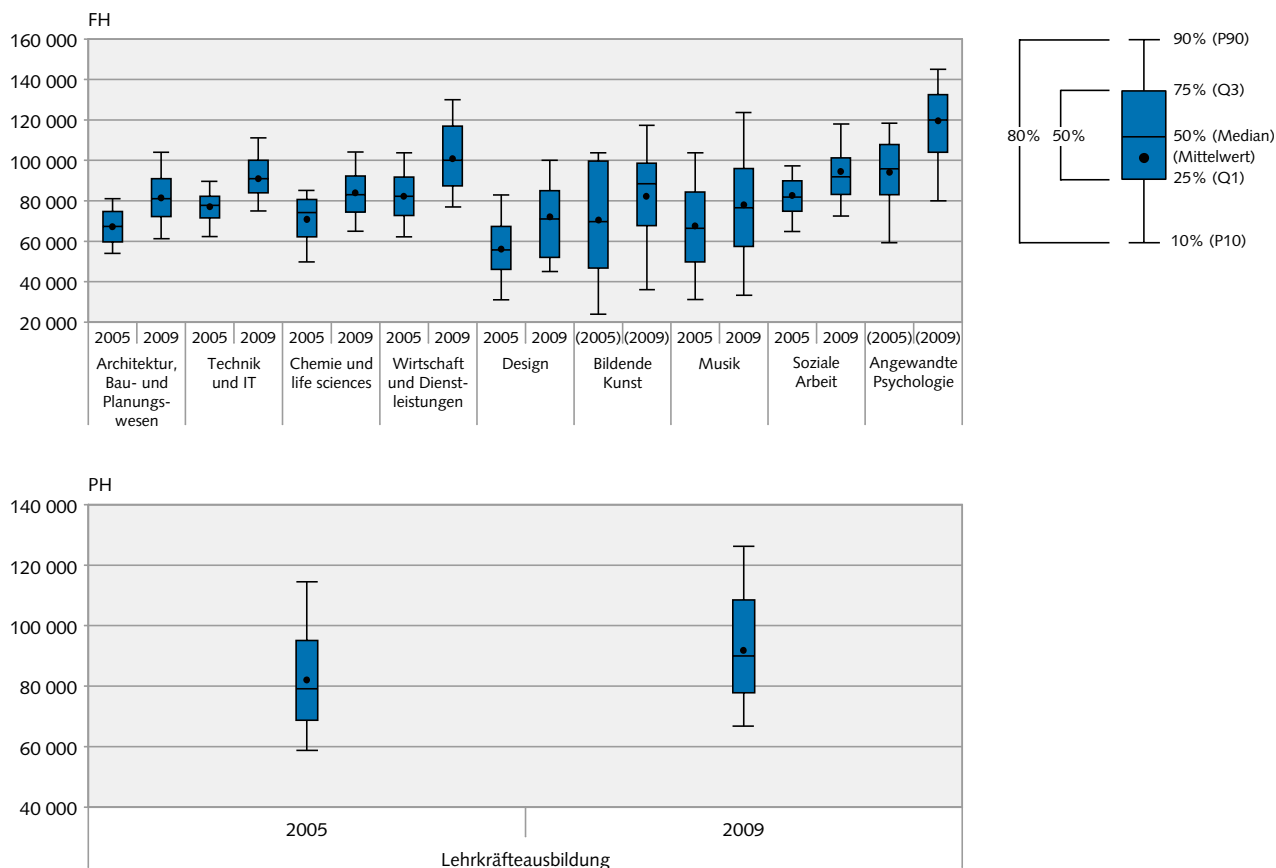 FH
160 000
140 000
120 000
100 000
80 000
60 000
40 000
20 000
2005 2009 2005 2009 2005 2009 2005 2009 2005 2009 (2005) (2009) 2005 2009 2005 2009 (2005) (2009)
Architektur,
Bau- und
Planungs-
wesen
Technik
und IT
Chemie und
life sciences
Wirtschaft
und Dienst-
leistungen
Design
Bildende
Kunst
Musik
Soziale
Arbeit
Angewandte
Psychologie
90% (P90)
75% (Q3)
80% 50% 50% (Median)
(Mittelwert)
25% (Q1)
10% (P10)
PH
140 000
120 000
100 000
80 000
60 000
40 000
2005 2009
Lehrkräfteausbildung